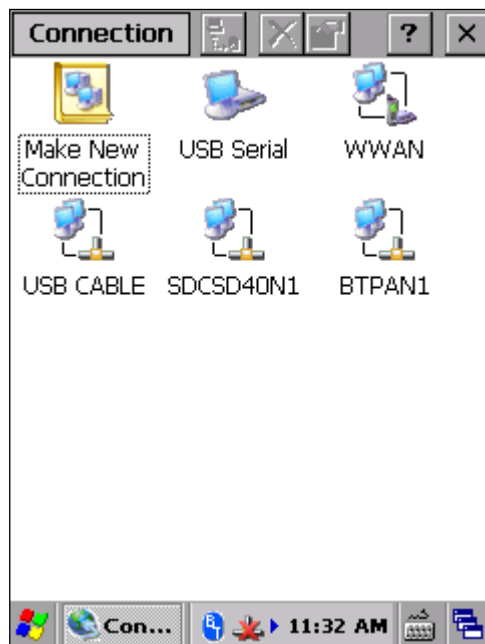 Connection
?
Make New
Connection
USB Serial
WWAN
USB CABLE
SDCSD40N1
BTPAN1
Con...
11:32 AM